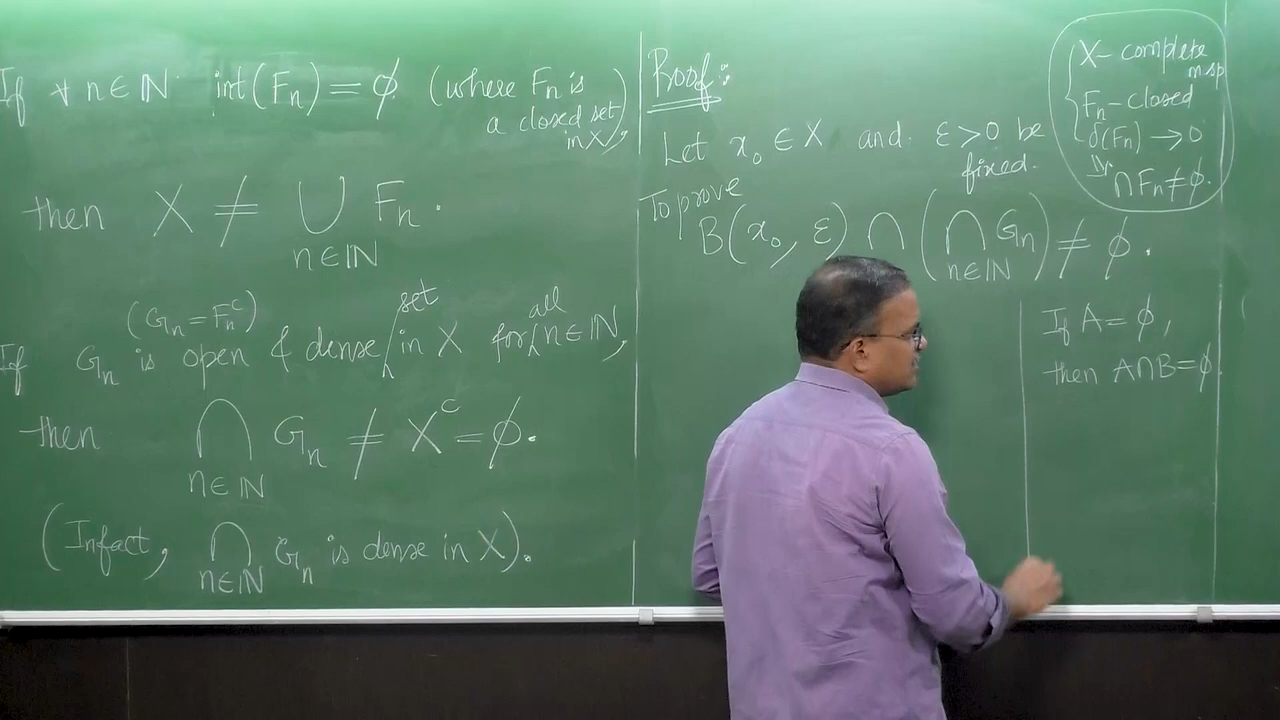 If ∀ n ∈ ℕ int(Fn) = ϕ (where Fn is
a closed set
in X),
then X ≠ ∪ Fn.
n∈ℕ
(Gn = Fnᶜ)
If Gn is open & dense set in X for all n∈ℕ,
then ∩ Gn ≠ Xᶜ = ϕ.
n∈ℕ
(Infact, ∩ Gn is dense in X).
n∈ℕ
Proof:
Let x₀ ∈ X and ε>0 be
fixed.
To prove
B(x₀, ε) ∩ (∩ Gn) ≠ ϕ.
n∈ℕ
X - complete
msp
Fn - closed
δ(Fn) → 0
⇓
∩Fn ≠ ϕ.
If A = ϕ,
then A∩B = ϕ.